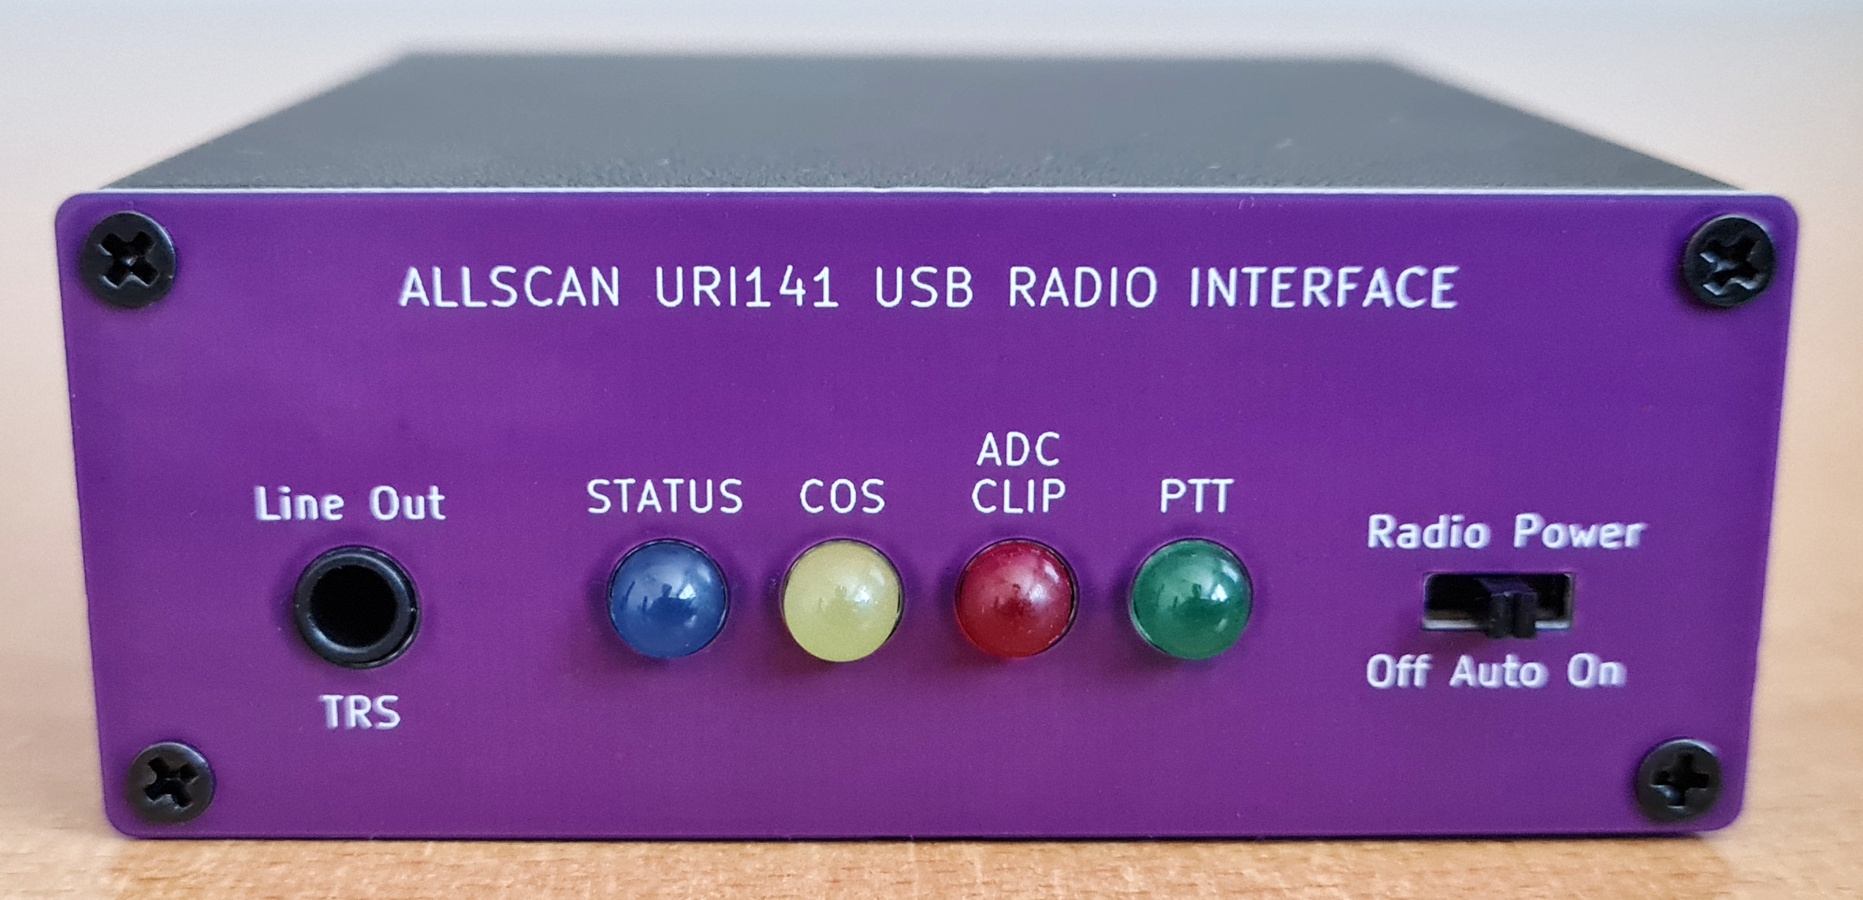 ALLSCAN URI141 USB RADIO INTERFACE
Line Out
TRS
STATUS
COS
ADC
CLIP
PTT
Radio Power
Off Auto On